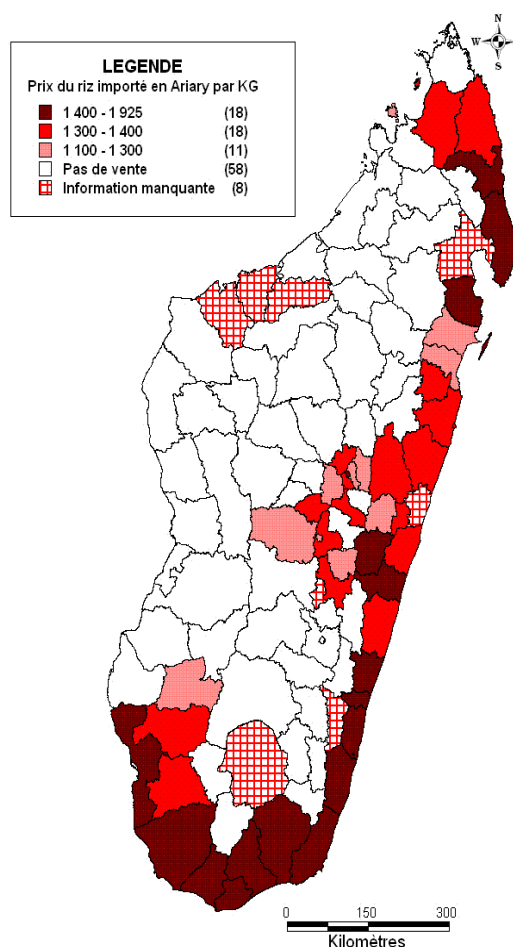 N
W E
S
LEGENDE
Prix du riz importé en Ariary par KG
1 400 - 1 925 (18)
1 300 - 1 400 (18)
1 100 - 1 300 (11)
Pas de vente (58)
Information manquante (8)
0 150 300
Kilomètres